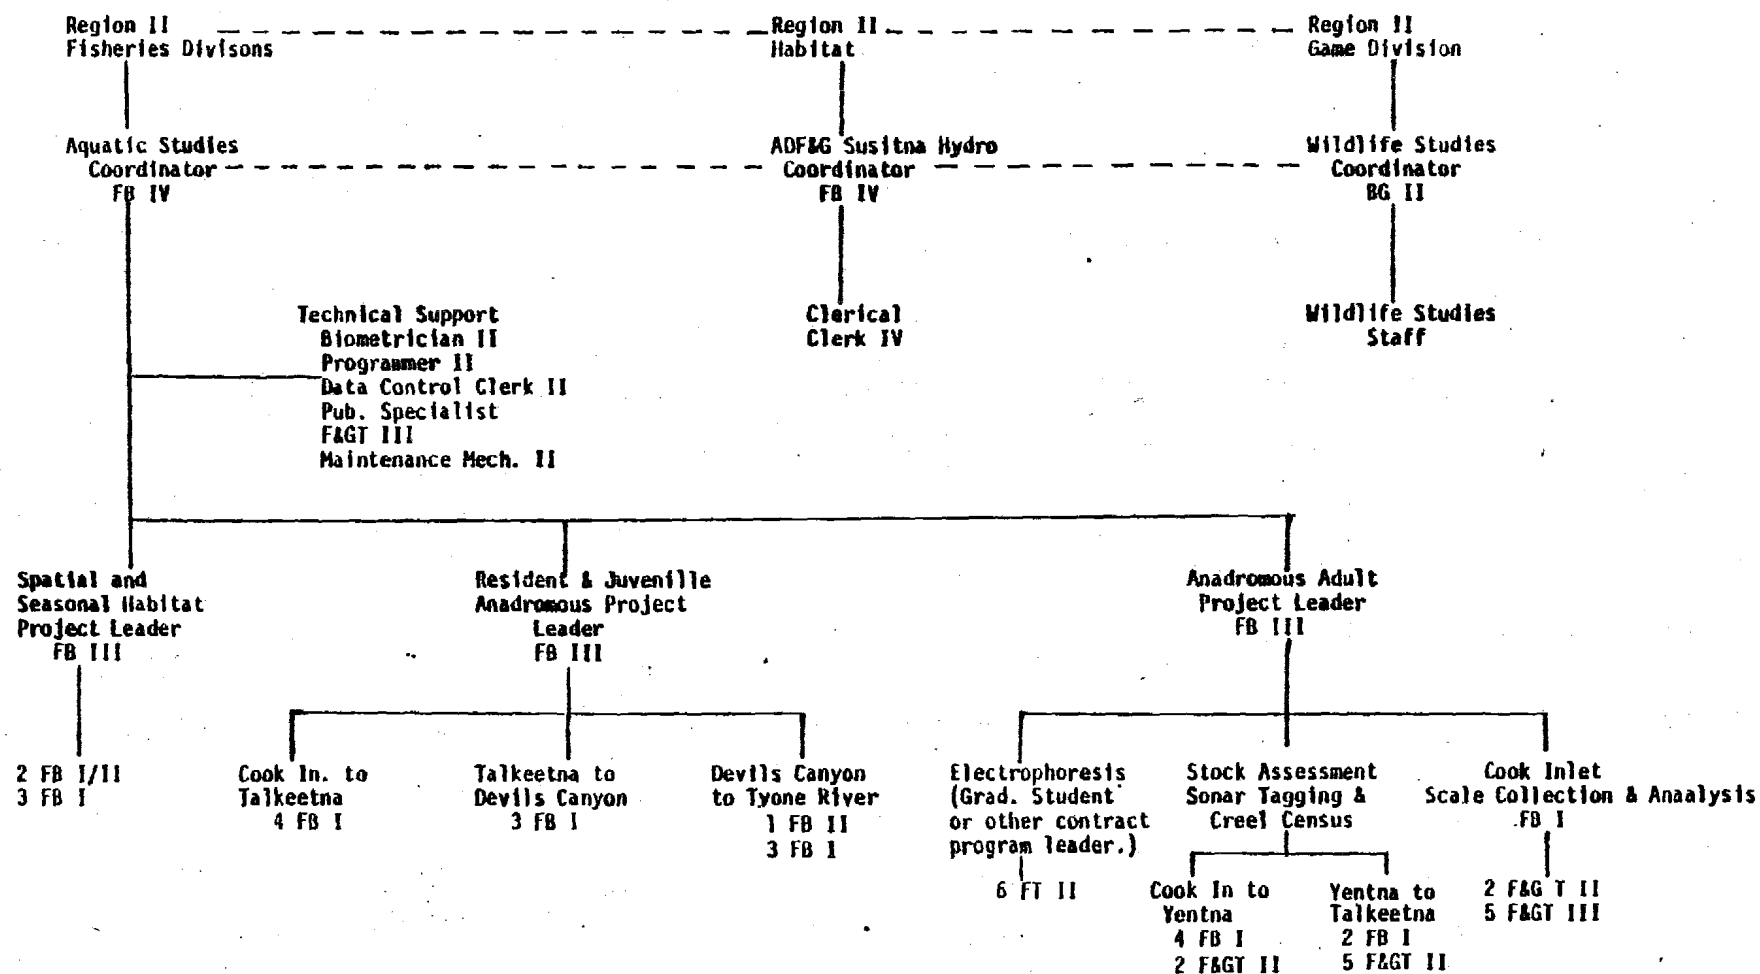 Region II
Fisheries Divisons
Region II
Habitat
Region II
Game Division
Aquatic Studies
Coordinator
FB IV
ADF&G Susitna Hydro
Coordinator
FB IV
Wildlife Studies
Coordinator
BG II
Technical Support
Biometrician II
Programmer II
Data Control Clerk II
Pub. Specialist
F&GT III
Maintenance Mech. II
Clerical
Clerk IV
Wildlife Studies
Staff
Spatial and
Seasonal Habitat
Project Leader
FB III
Resident & Juvenille
Anadromous Project
Leader
FB III
Anadromous Adult
Project Leader
FB III
2 FB I/II
3 FB I
Cook In. to
Talkeetna
4 FB I
Talkeetna to
Devils Canyon
3 FB I
Devils Canyon
to Tyone River
1 FB II
3 FB I
Electrophoresis
(Grad. Student
or other contract
program leader.)
6 FT II
Stock Assessment
Sonar Tagging &
Creel Census
Cook In to
Yentna
4 FB I
2 F&GT II
Yentna to
Talkeetna
2 FB I
5 F&GT II
Cook Inlet
Scale Collection & Anaalysis
FB I
2 F&G T II
5 F&GT III